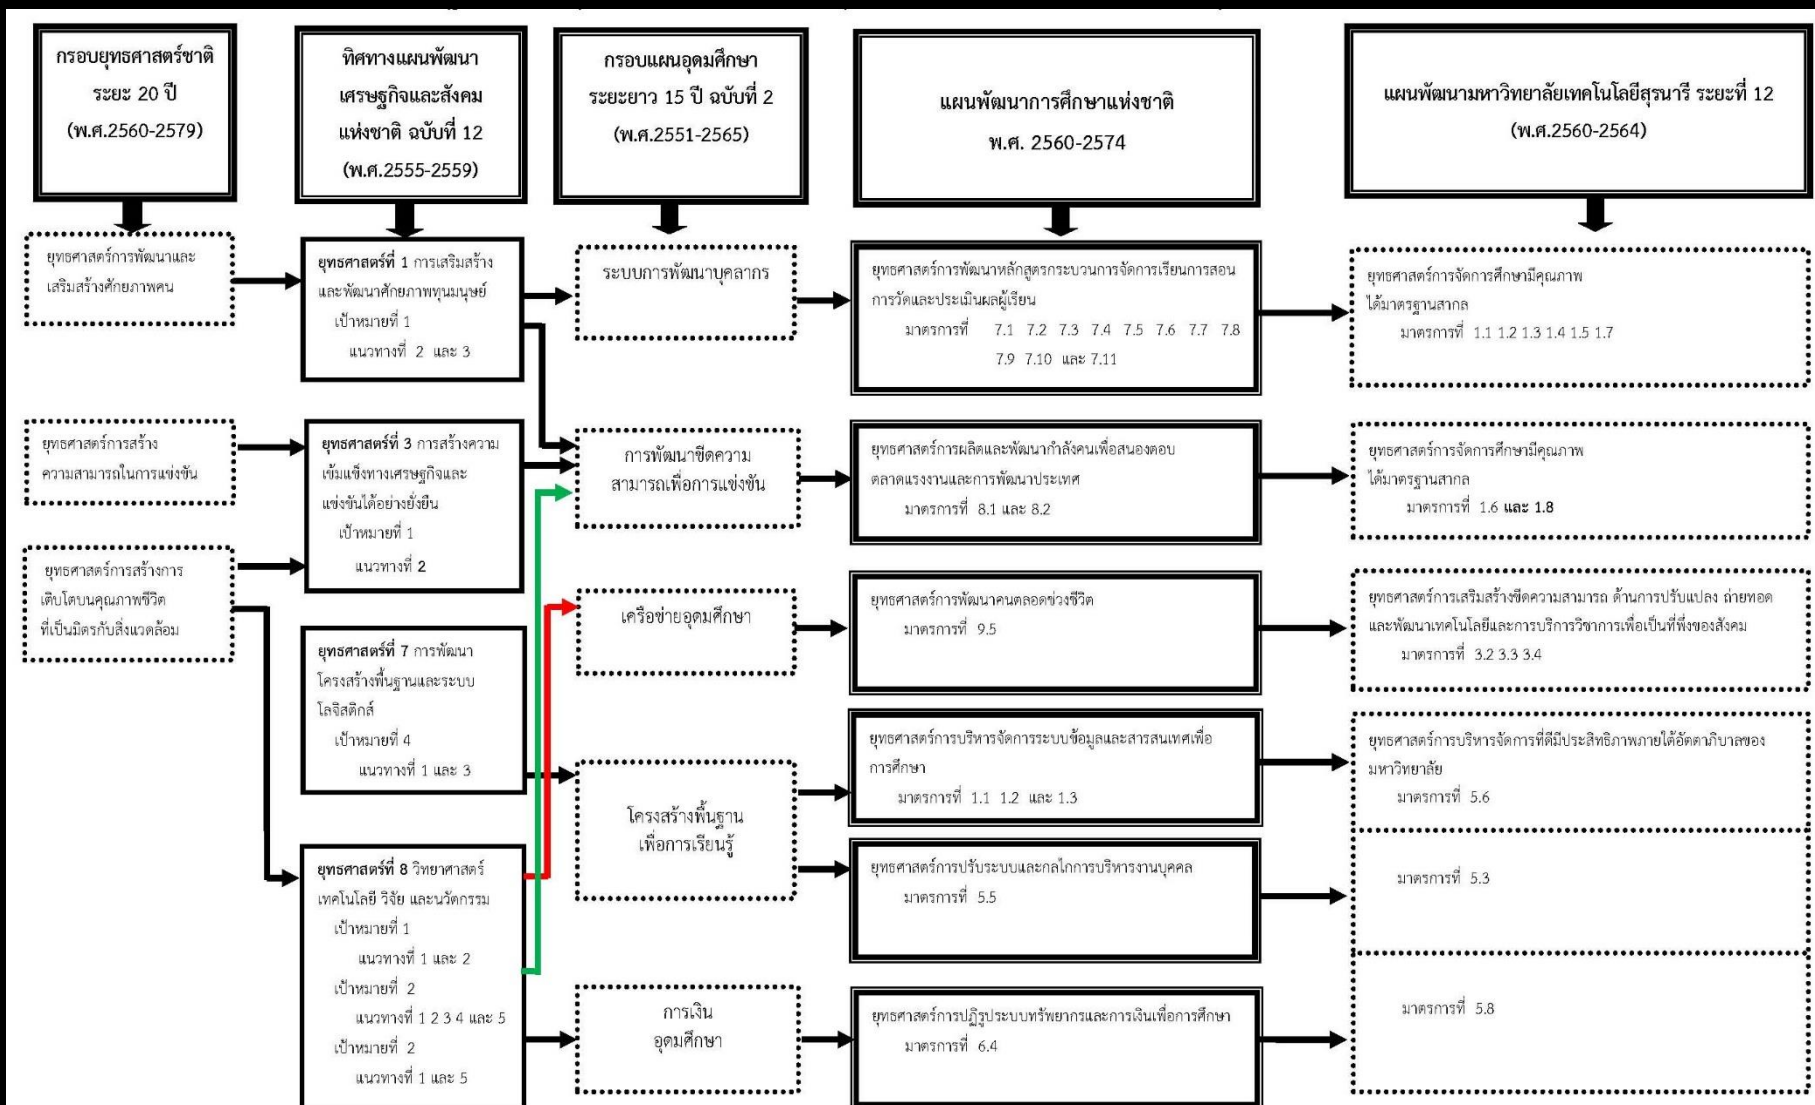 กรอบยุทธศาสตร์ชาติ
ระยะ 20 ปี
(พ.ศ.2560-2579)
ทิศทางแผนพัฒนา
เศรษฐกิจและสังคม
แห่งชาติ ฉบับที่ 12
(พ.ศ.2555-2559)
กรอบแผนอุดมศึกษา
ระยะยาว 15 ปี ฉบับที่ 2
(พ.ศ.2551-2565)
แผนพัฒนาการศึกษาแห่งชาติ
พ.ศ. 2560-2574
แผนพัฒนามหาวิทยาลัยเทคโนโลยีสุรนารี ระยะที่ 12
(พ.ศ.2560-2564)
ยุทธศาสตร์การพัฒนาและ
เสริมสร้างศักยภาพคน
ยุทธศาสตร์ที่ 1 การเสริมสร้าง
และพัฒนาศักยภาพทุนมนุษย์
เป้าหมายที่ 1
แนวทางที่ 2 และ 3
ระบบการพัฒนาบุคลากร
ยุทธศาสตร์การพัฒนาหลักสูตรกระบวนการจัดการเรียนการสอน
การวัดและประเมินผลผู้เรียน
มาตรการที่ 7.1 7.2 7.3 7.4 7.5 7.6 7.7 7.8
7.9 7.10 และ 7.11
ยุทธศาสตร์การจัดการศึกษามีคุณภาพ
ได้มาตรฐานสากล
มาตรการที่ 1.1 1.2 1.3 1.4 1.5 1.7
ยุทธศาสตร์การสร้าง
ความสามารถในการแข่งขัน
ยุทธศาสตร์ที่ 3 การสร้างความ
เข้มแข็งทางเศรษฐกิจและ
แข่งขันได้อย่างยั่งยืน
เป้าหมายที่ 1
แนวทางที่ 2
การพัฒนาขีดความ
สามารถเพื่อการแข่งขัน
ยุทธศาสตร์การผลิตและพัฒนากำลังคนเพื่อสนองตอบ
ตลาดแรงงานและการพัฒนาประเทศ
มาตรการที่ 8.1 และ 8.2
ยุทธศาสตร์การจัดการศึกษามีคุณภาพ
ได้มาตรฐานสากล
มาตรการที่ 1.6 และ 1.8
ยุทธศาสตร์การสร้างการ
เติบโตบนคุณภาพชีวิต
ที่เป็นมิตรกับสิ่งแวดล้อม
ยุทธศาสตร์ที่ 7 การพัฒนา
โครงสร้างพื้นฐานและระบบ
โลจิสติกส์
เป้าหมายที่ 4
แนวทางที่ 1 และ 3
เครือข่ายอุดมศึกษา
ยุทธศาสตร์การพัฒนาคนตลอดช่วงชีวิต
มาตรการที่ 9.5
ยุทธศาสตร์การเสริมสร้างขีดความสามารถ ด้านการปรับแปลง ถ่ายทอด
และพัฒนาเทคโนโลยีและการบริการวิชาการเพื่อเป็นที่พึ่งของสังคม
มาตรการที่ 3.2 3.3 3.4
โครงสร้างพื้นฐาน
เพื่อการเรียนรู้
ยุทธศาสตร์การบริหารจัดการระบบข้อมูลและสารสนเทศเพื่อ
การศึกษา
มาตรการที่ 1.1 1.2 และ 1.3
ยุทธศาสตร์การบริหารจัดการที่ดีมีประสิทธิภาพภายใต้อัตตาภิบาลของ
มหาวิทยาลัย
มาตรการที่ 5.6
ยุทธศาสตร์ที่ 8 วิทยาศาสตร์
เทคโนโลยี วิจัย และนวัตกรรม
เป้าหมายที่ 1
แนวทางที่ 1 และ 2
เป้าหมายที่ 2
แนวทางที่ 1 2 3 4 และ 5
เป้าหมายที่ 2
แนวทางที่ 1 และ 5
ยุทธศาสตร์การปรับระบบและกลไกการบริหารงานบุคคล
มาตรการที่ 5.5
มาตรการที่ 5.3
การเงิน
อุดมศึกษา
ยุทธศาสตร์การปฏิรูประบบทรัพยากรและการเงินเพื่อการศึกษา
มาตรการที่ 6.4
มาตรการที่ 5.8